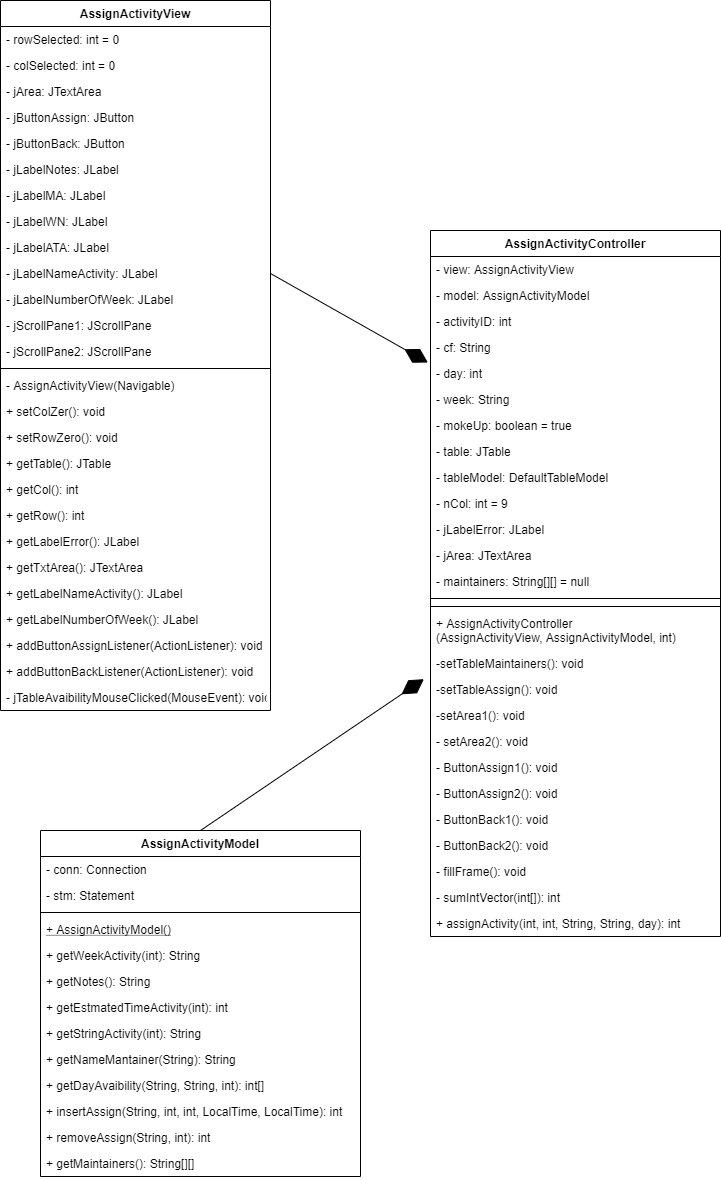 AssignActivityView
- rowSelected: int = 0
- colSelected: int = 0
- jArea: JTextArea
- jButtonAssign: JButton
- jButtonBack: JButton
- jLabelNotes: JLabel
- jLabelMA: JLabel
- jLabelWN: JLabel
- jLabelATA: JLabel
- jLabelNameActivity: JLabel
- jLabelNumberOfWeek: JLabel
- jScrollPane1: JScrollPane
- jScrollPane2: JScrollPane
- AssignActivityView(Navigable)
+ setColZer(): void
+ setRowZero(): void
+ getTable(): JTable
+ getCol(): int
+ getRow(): int
+ getLabelError(): JLabel
+ getTxtArea(): JTextArea
+ getLabelNameActivity(): JLabel
+ getLabelNumberOfWeek(): JLabel
+ addButtonAssignListener(ActionListener): void
+ addButtonBackListener(ActionListener): void
- jTableAvaibilityMouseClicked(MouseEvent): void
AssignActivityController
- view: AssignActivityView
- model: AssignActivityModel
- activityID: int
- cf: String
- day: int
- week: String
- mokeUp: boolean = true
- table: JTable
- tableModel: DefaultTableModel
- nCol: int = 9
- jLabelError: JLabel
- jArea: JTextArea
- maintainers: String[][] = null
+ AssignActivityController
(AssignActivityView, AssignActivityModel, int)
-setTableMaintainers(): void
-setTableAssign(): void
-setArea1(): void
- setArea2(): void
- ButtonAssign1(): void
- ButtonAssign2(): void
- ButtonBack1(): void
- ButtonBack2(): void
- fillFrame(): void
- sumIntVector(int[]): int
+ assignActivity(int, int, String, String, day): int
AssignActivityModel
- conn: Connection
- stm: Statement
+ AssignActivityModel()
+ getWeekActivity(int): String
+ getNotes(): String
+ getEstmatedTimeActivity(int): int
+ getStringActivity(int): String
+ getNameMantainer(String): String
+ getDayAvaibility(String, String, int): int[]
+ insertAssign(String, int, int, LocalTime, LocalTime): int
+ removeAssign(String, int): int
+ getMaintainers(): String[][]